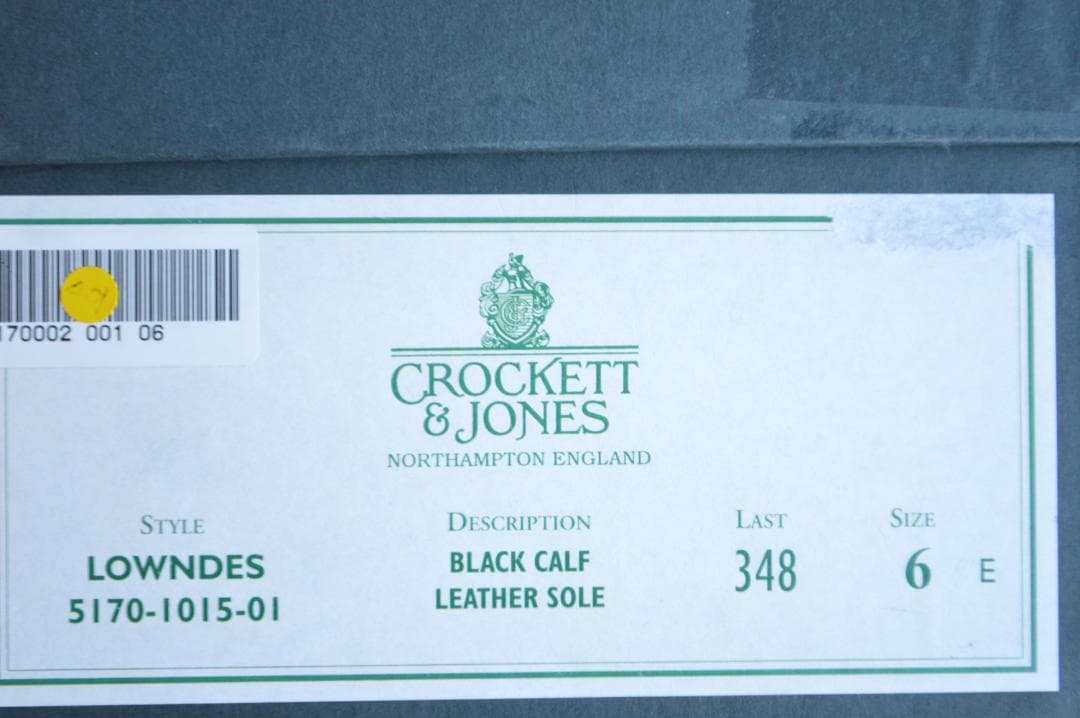 170002 001 06
CROCKETT
& JONES
NORTHAMPTON ENGLAND
STYLE
LOWNDES
5170-1015-01
DESCRIPTION
BLACK CALF
LEATHER SOLE
LAST
348
SIZE
6 E